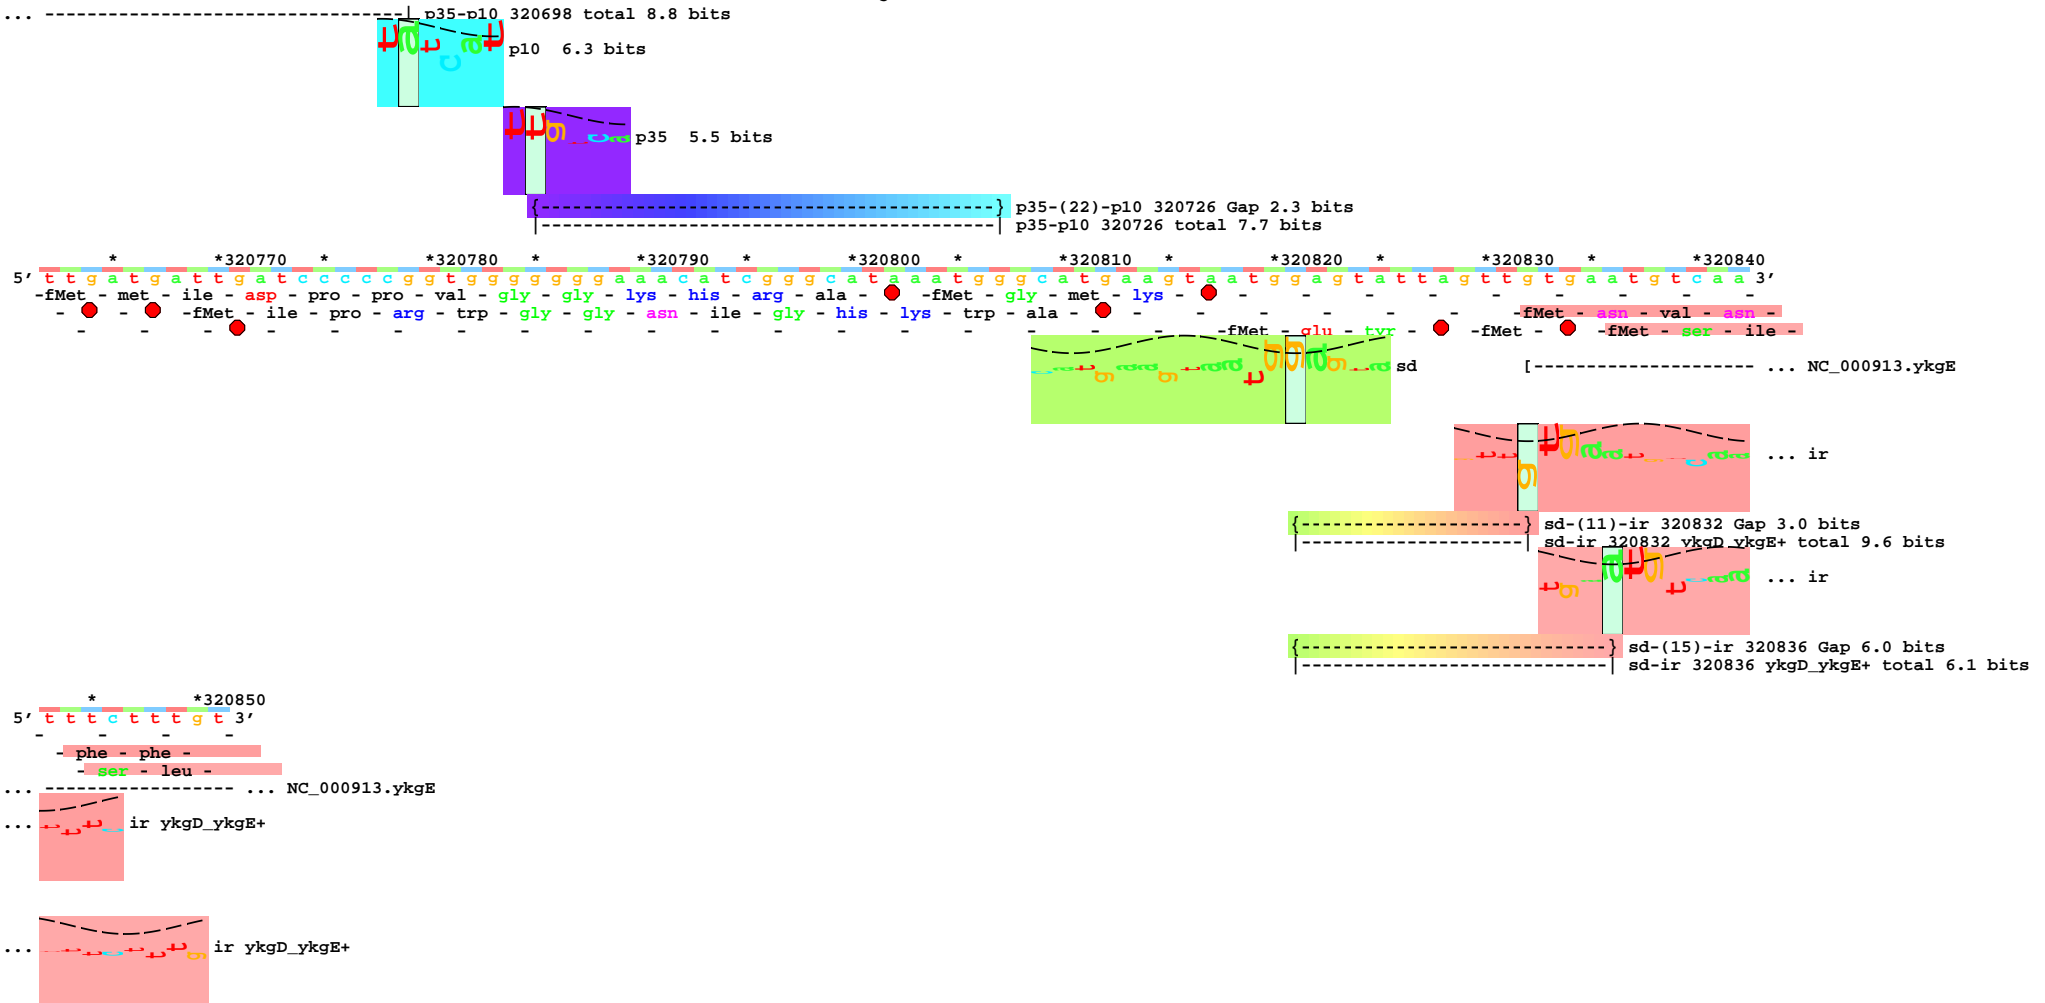 ... ----------------------------------| p35-p10 320698 total 8.8 bits
t a t c a t p10 6.3 bits
t t g p35 5.5 bits
{-------------------------------------------} p35-(22)-p10 320726 Gap 2.3 bits
|-------------------------------------------| p35-p10 320726 total 7.7 bits
* *320770 * *320780 * *320790 * *320800 * *320810 * *320820 * *320830 * *320840
5′ t t g a t g a t t g a t c c c c c g g t g g g g g g a a a c a t c g g g c a t a a a t g g g c a t g a a g t a a t g g a g t a t t a g t t g t g a a t g t c a a 3′
-fMet - met - ile - asp - pro - pro - val - gly - gly - lys - his - arg - ala - -fMet - gly - met - lys - - - - - - - - - -
- - -fMet - ile - pro - arg - trp - gly - gly - asn - ile - gly - his - lys - trp - ala - - - - - - - -fMet - asn - val - asn -
- - - - - - - - - - - - - - - - - -fMet - glu - tyr - -fMet - -fMet - ser - ile -
sd
[--------------------- ... NC_000913.ykgE
... ir
{---------------------} sd-(11)-ir 320832 Gap 3.0 bits
|---------------------| sd-ir 320832 ykgD_ykgE+ total 9.6 bits
... ir
{-----------------------------} sd-(15)-ir 320836 Gap 6.0 bits
|-----------------------------| sd-ir 320836 ykgD_ykgE+ total 6.1 bits
* *320850
5′ t t t c t t t g t 3′
- - - -
- phe - phe -
- ser - leu -
... ------------------ ... NC_000913.ykgE
... ir ykgD_ykgE+
... ir ykgD_ykgE+